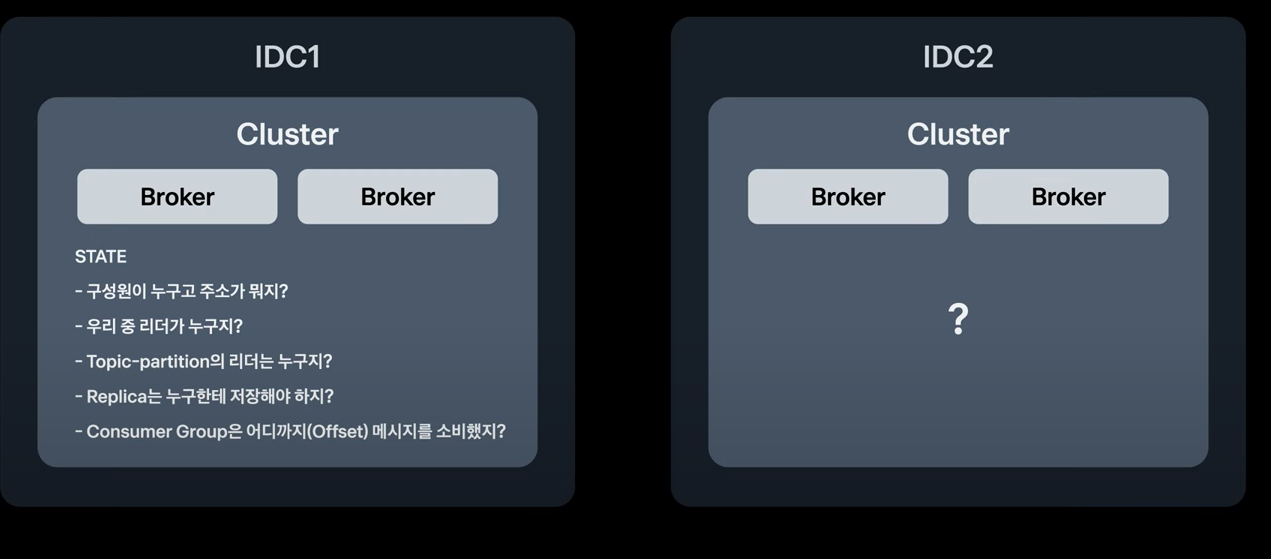 IDC1
Cluster
Broker
Broker
STATE
- 구성원이 누구고 주소가 뭐지?
- 우리 중 리더가 누구지?
- Topic-partition의 리더는 누구지?
- Replica는 누구한테 저장해야 하지?
- Consumer Group은 어디까지(Offset) 메시지를 소비했지?
IDC2
Cluster
Broker
Broker
?